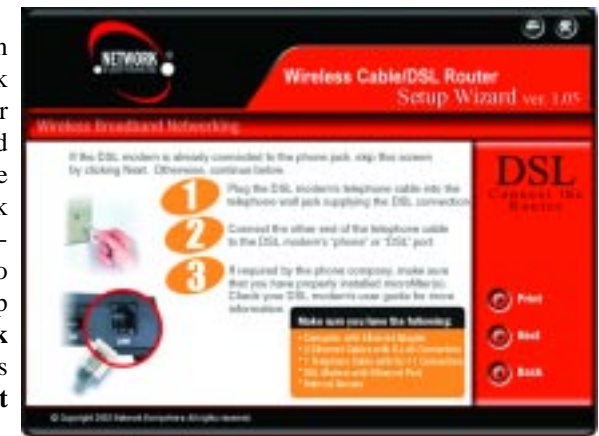 n
k
r
d
e
k
-
o
p
k
s
t
NETWORK
Wireless Cable/DSL Router
Setup Wizard ver. 1.05
Wireless Broadband Networking
If the DSL modem is already connected to the phone jack, skip this screen
by clicking Next. Otherwise, continue below.
1
Plug the DSL modem's telephone cable into the
telephone wall jack supplying the DSL connection
2
Connect the other end of the telephone cable
to the DSL modem's "phone" or "DSL" port
3
If required by the phone company, make sure
that you have properly installed microfilter(s).
Check your DSL modem's user guide for more
information.
Make sure you have the following:
DSL
Connect the
Router
Print
Next
Back